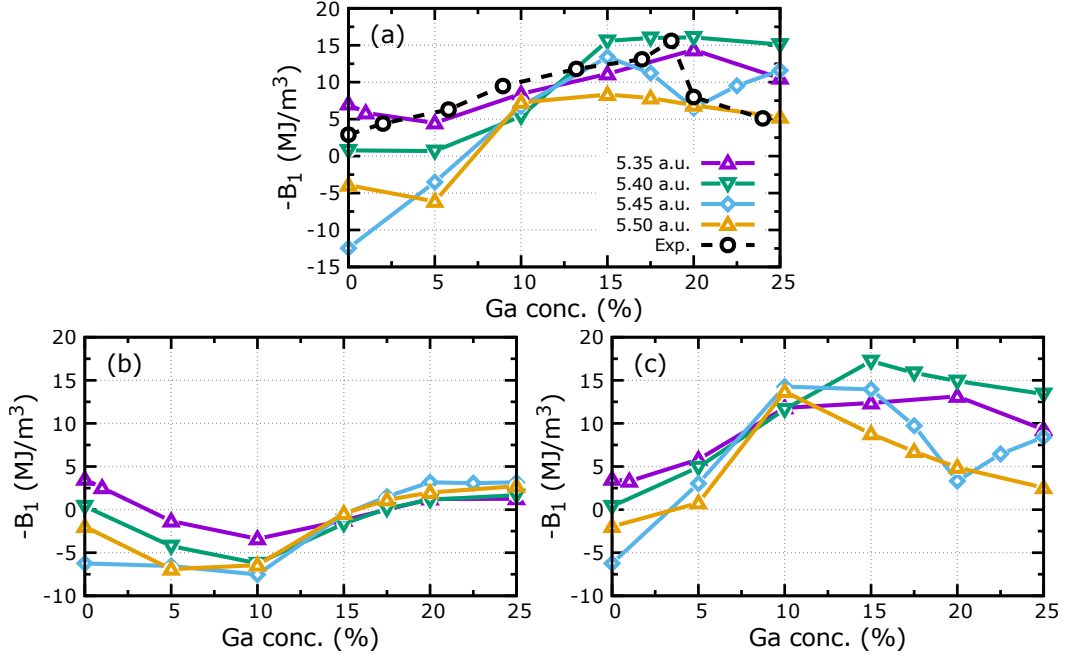 (a)
20
15
10
5
0
-5
-10
-15
-B₁ (MJ/m³)
5.35 a.u.
5.40 a.u.
5.45 a.u.
5.50 a.u.
Exp.
0 5 10 15 20 25
Ga conc. (%)
(b)
20
15
10
5
0
-5
-10
-B₁ (MJ/m³)
0 5 10 15 20 25
Ga conc. (%)
(c)
20
15
10
5
0
-5
-10
-B₁ (MJ/m³)
0 5 10 15 20 25
Ga conc. (%)